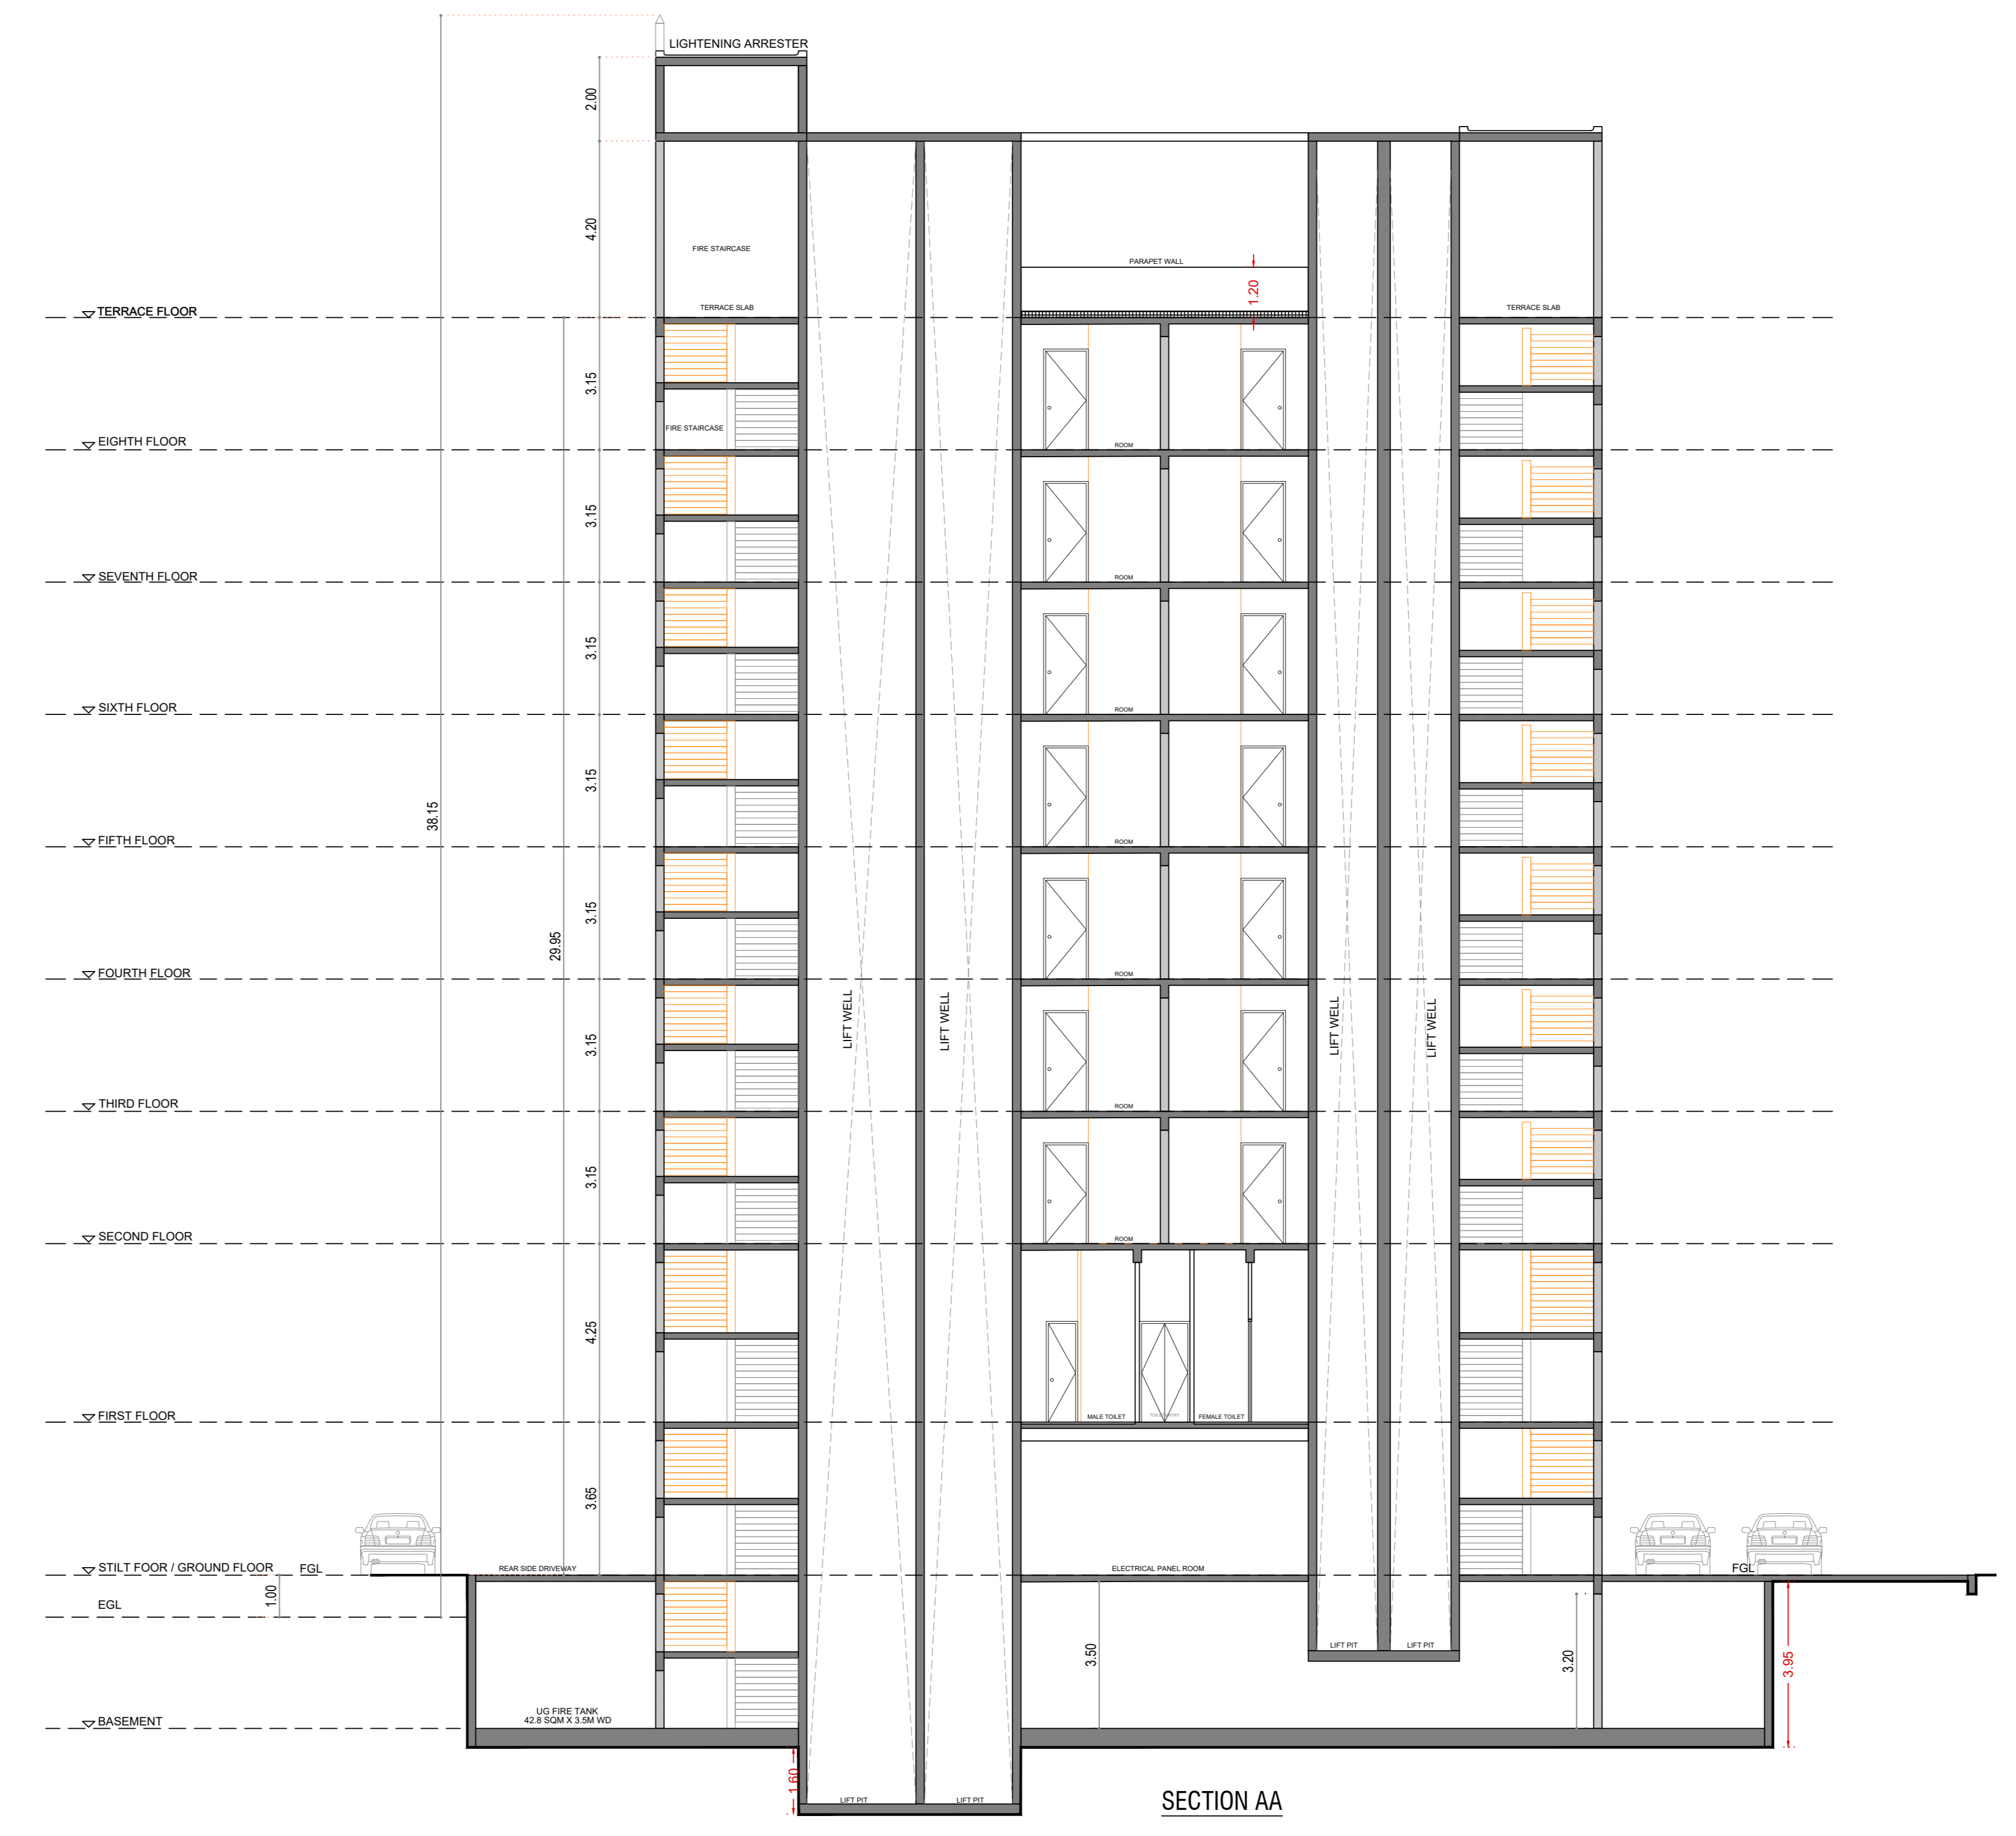 LIGHTENING ARRESTER
2.00
4.20
FIRE STAIRCASE
PARAPET WALL
1.20
TERRACE SLAB
TERRACE SLAB
TERRACE FLOOR
3.15
FIRE STAIRCASE
EIGHTH FLOOR
ROOM
3.15
SEVENTH FLOOR
ROOM
3.15
SIXTH FLOOR
ROOM
3.15
38.15
FIFTH FLOOR
ROOM
3.15
29.95
FOURTH FLOOR
ROOM
LIFT WELL
LIFT WELL
LIFT WELL
LIFT WELL
3.15
THIRD FLOOR
ROOM
3.15
SECOND FLOOR
ROOM
4.25
FIRST FLOOR
MALE TOILET
FEMALE TOILET
3.65
STILT FOOR / GROUND FLOOR
FGL
REAR SIDE DRIVEWAY
ELECTRICAL PANEL ROOM
FGL
1.00
EGL
3.50
LIFT PIT
LIFT PIT
3.20
3.95
UG FIRE TANK
42.8 SQM X 3.5M WD
BASEMENT
1.60
LIFT PIT
LIFT PIT
SECTION AA